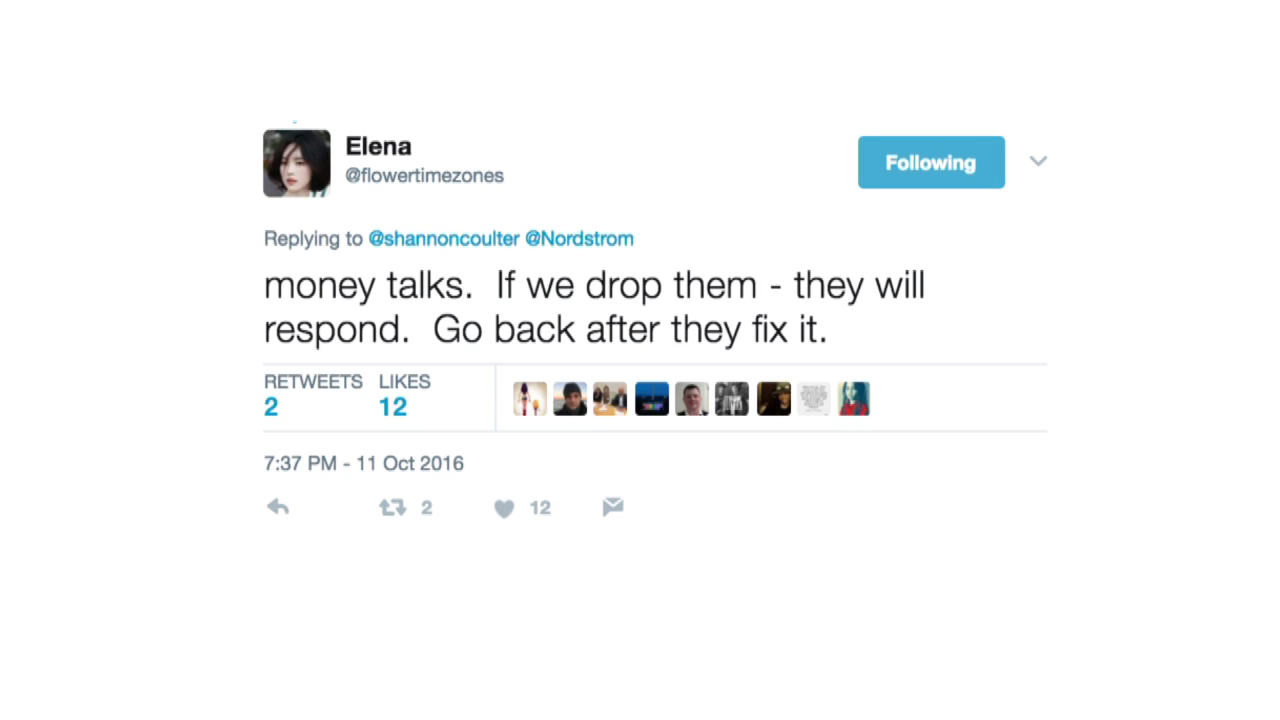 Elena
@flowertimezones
Following
Replying to @shannoncoulter @Nordstrom
money talks.  If we drop them - they will
respond.  Go back after they fix it.
RETWEETS LIKES
2 12
7:37 PM - 11 Oct 2016
2 12